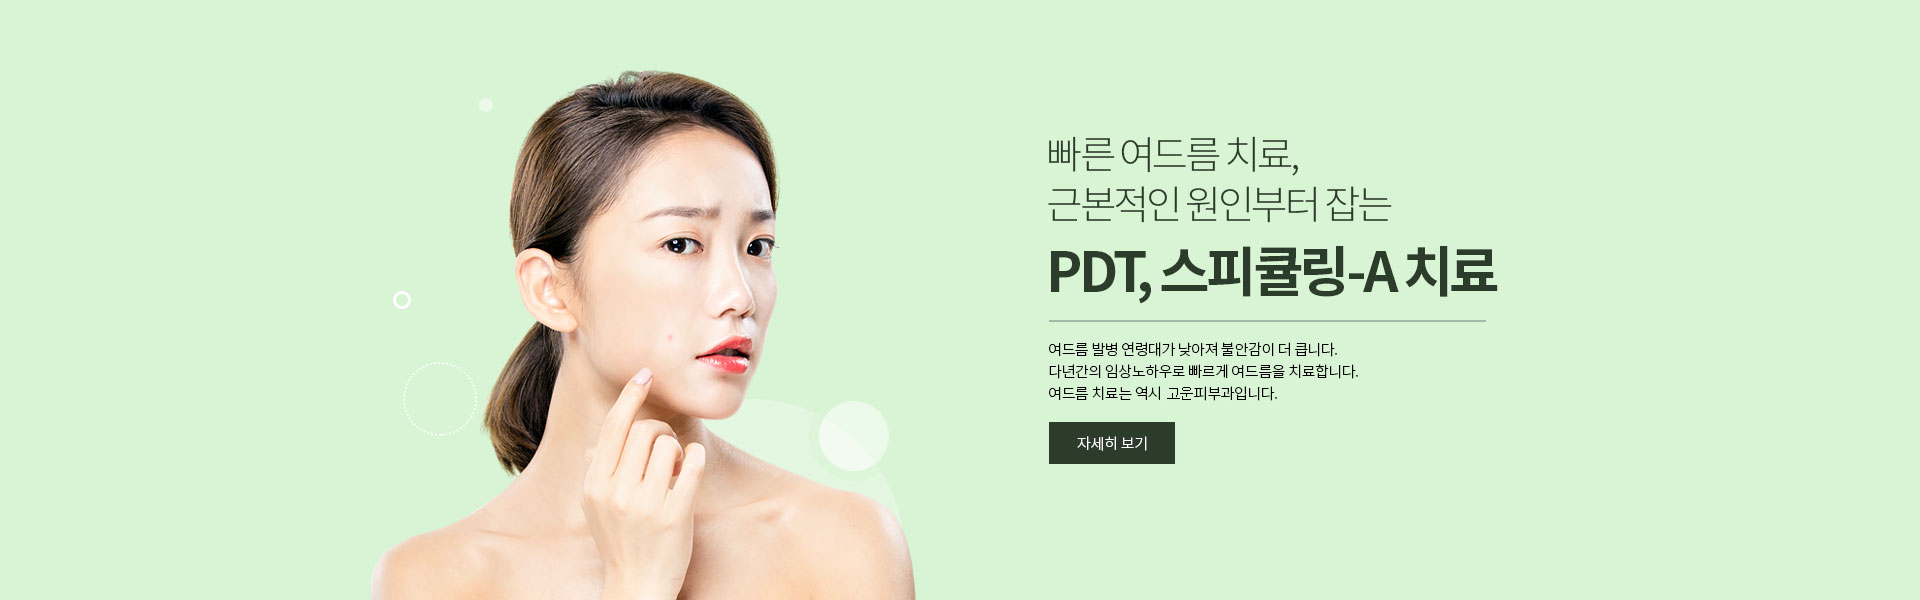 빠른 여드름 치료,
근본적인 원인부터 잡는
PDT, 스피큘링-A 치료
여드름 발병 연령대가 낮아져 불안감이 더 큽니다.
다년간의 임상노하우로 빠르게 여드름을 치료합니다.
여드름 치료는 역시 고운피부과입니다.
자세히 보기